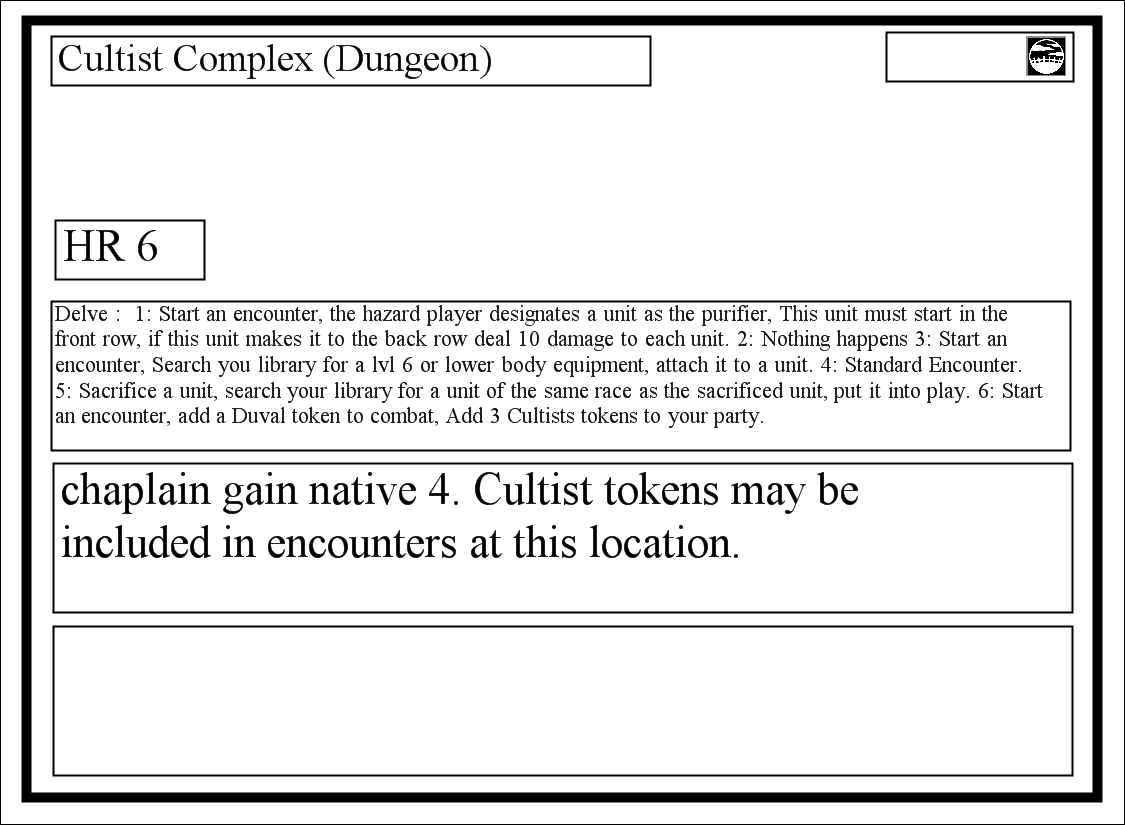 Cultist Complex (Dungeon)
HR 6
Delve :  1: Start an encounter, the hazard player designates a unit as the purifier, This unit must start in the
front row, if this unit makes it to the back row deal 10 damage to each unit. 2: Nothing happens 3: Start an
encounter, Search you library for a lvl 6 or lower body equipment, attach it to a unit. 4: Standard Encounter.
5: Sacrifice a unit, search your library for a unit of the same race as the sacrificed unit, put it into play. 6: Start
an encounter, add a Duval token to combat, Add 3 Cultists tokens to your party.
chaplain gain native 4. Cultist tokens may be
included in encounters at this location.